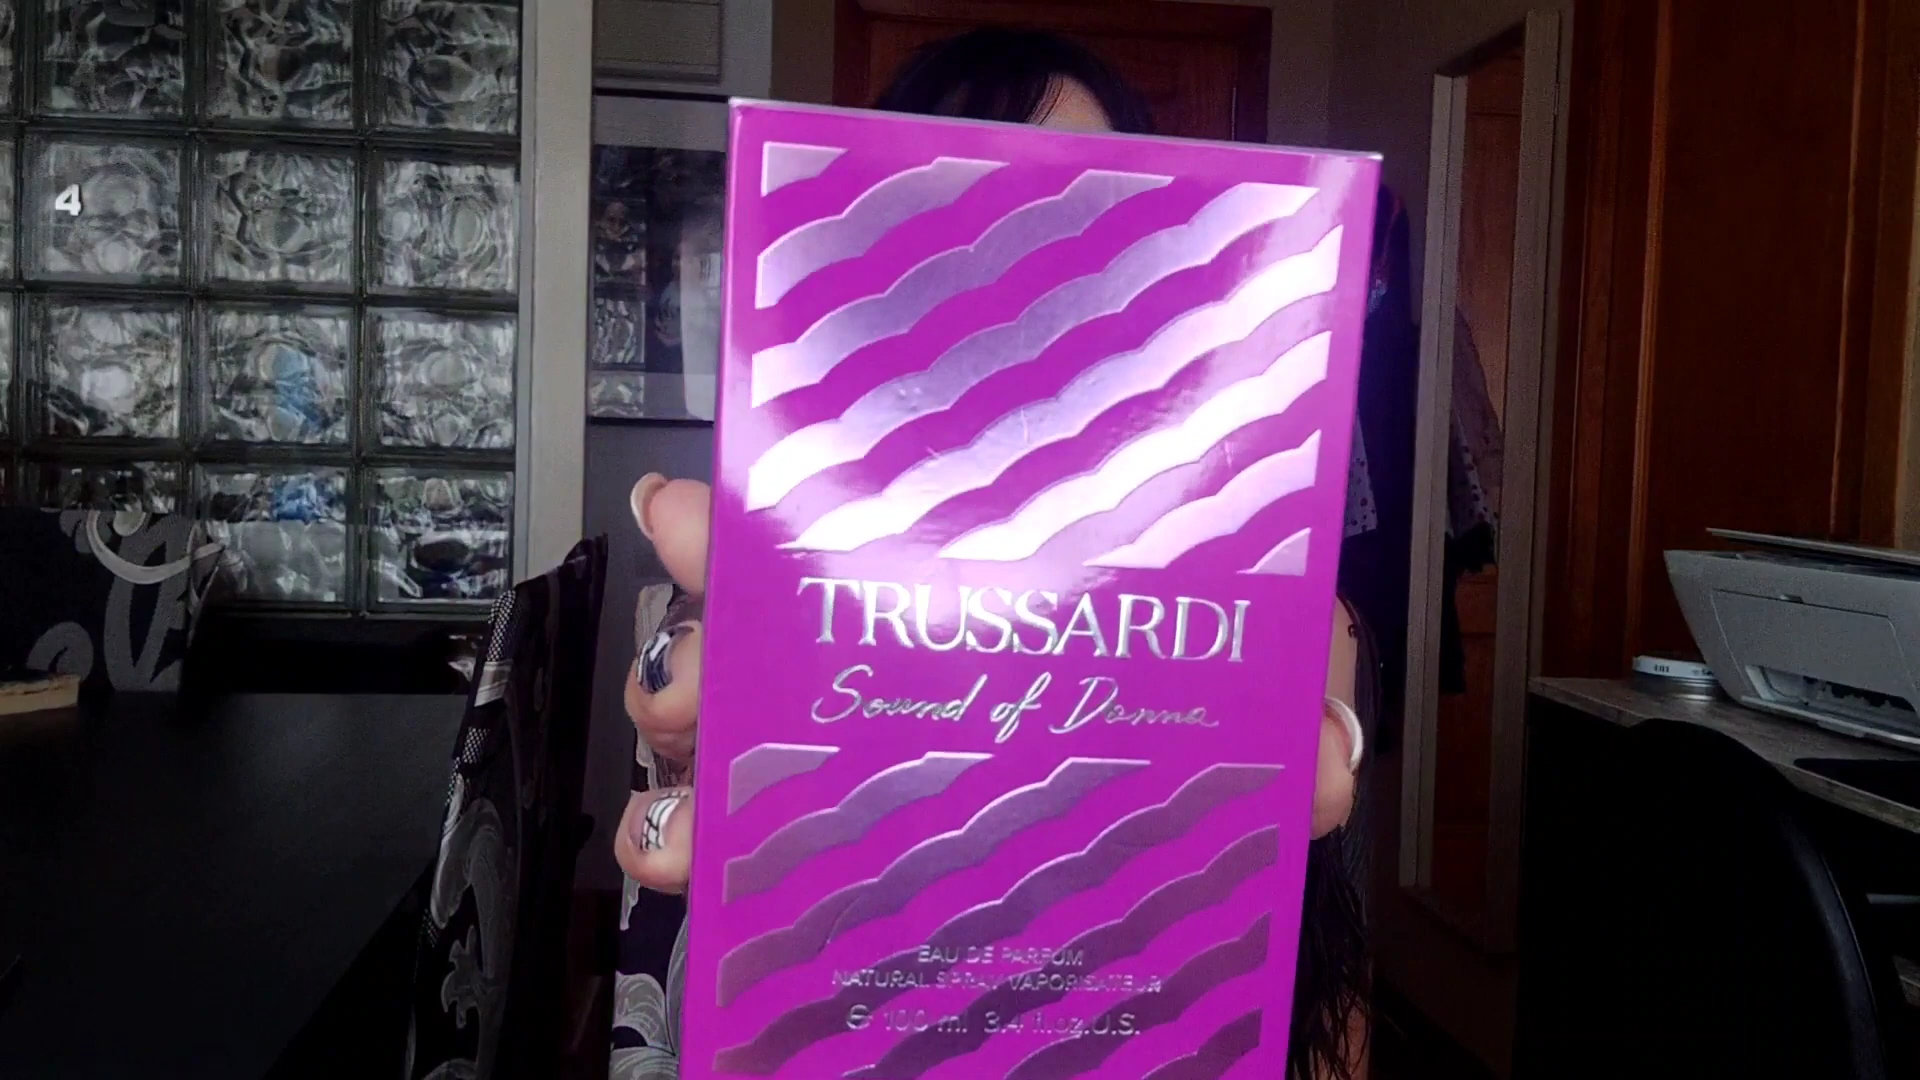 4
TRUSSARDI
Sound of Donna
EAU DE PARFUM
NATURAL SPRAY VAPORISATEUR
℮ 100 ml 3.4 fl.oz.U.S.